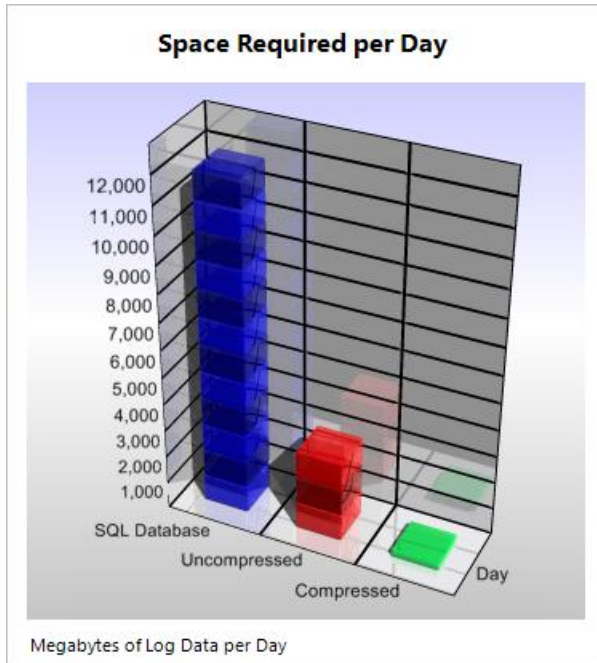 Space Required per Day
12,000
11,000
10,000
9,000
8,000
7,000
6,000
5,000
4,000
3,000
2,000
1,000
SQL Database
Uncompressed
Compressed
Day
Megabytes of Log Data per Day